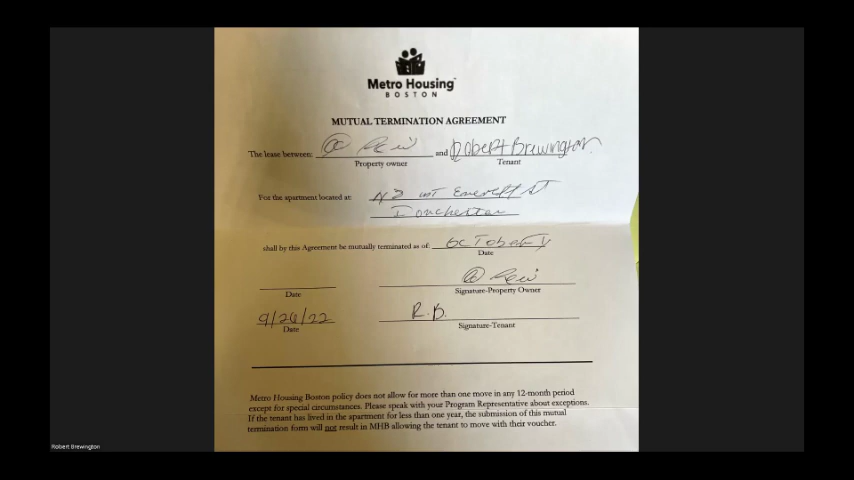 Metro Housing
BOSTON
MUTUAL TERMINATION AGREEMENT
The lease between: and Robert Brewington
Property owner Tenant
For the apartment located at:
shall by this Agreement be mutually terminated as of:
Date
Date Signature-Property Owner
9/26/22 R.B.
Date Signature-Tenant
Metro Housing Boston policy does not allow for more than one move in any 12-month period
except for special circumstances. Please speak with your Program Representative about exceptions.
If the tenant has lived in the apartment for less than one year, the submission of this mutual
termination form will not result in MHB allowing the tenant to move with their voucher.
Robert Brewington